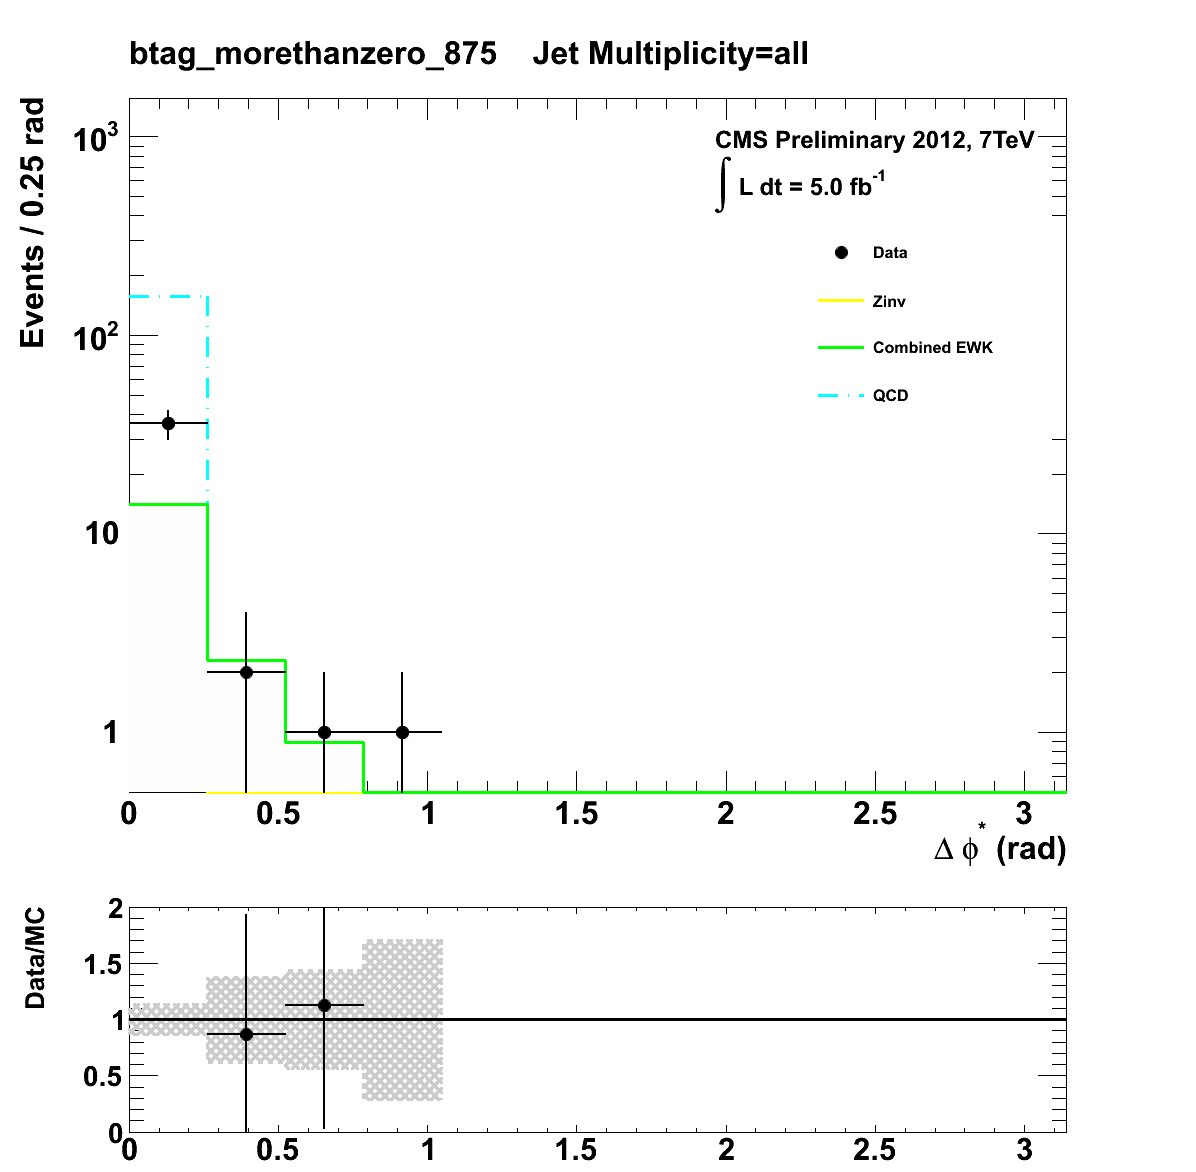 btag_morethanzero_875 Jet Multiplicity=all
Events / 0.25 rad
10³
10²
10
1
CMS Preliminary 2012, 7TeV
∫ L dt = 5.0 fb⁻¹
Data
Zinv
Combined EWK
QCD
0 0.5 1 1.5 2 2.5 3
Δ ϕ* (rad)
Data/MC
2
1.5
1
0.5
0
0 0.5 1 1.5 2 2.5 3